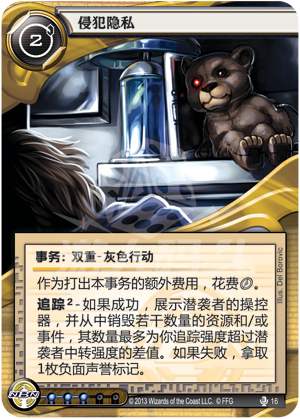 侵犯隐私
2
事务：双重-灰色行动
作为打出本事务的额外费用，花费。
追踪2-如果成功，展示潜袭者的操控
器，并从中销毁若干数量的资源和/或
事件，其数量最多为你追踪强度超过潜
袭者中转强度的差值。如果失败，拿取
1枚负面声誉标记。
Illus. Del Borovic
NBN
© 2013 Wizards of the Coast LLC. © FFG
16